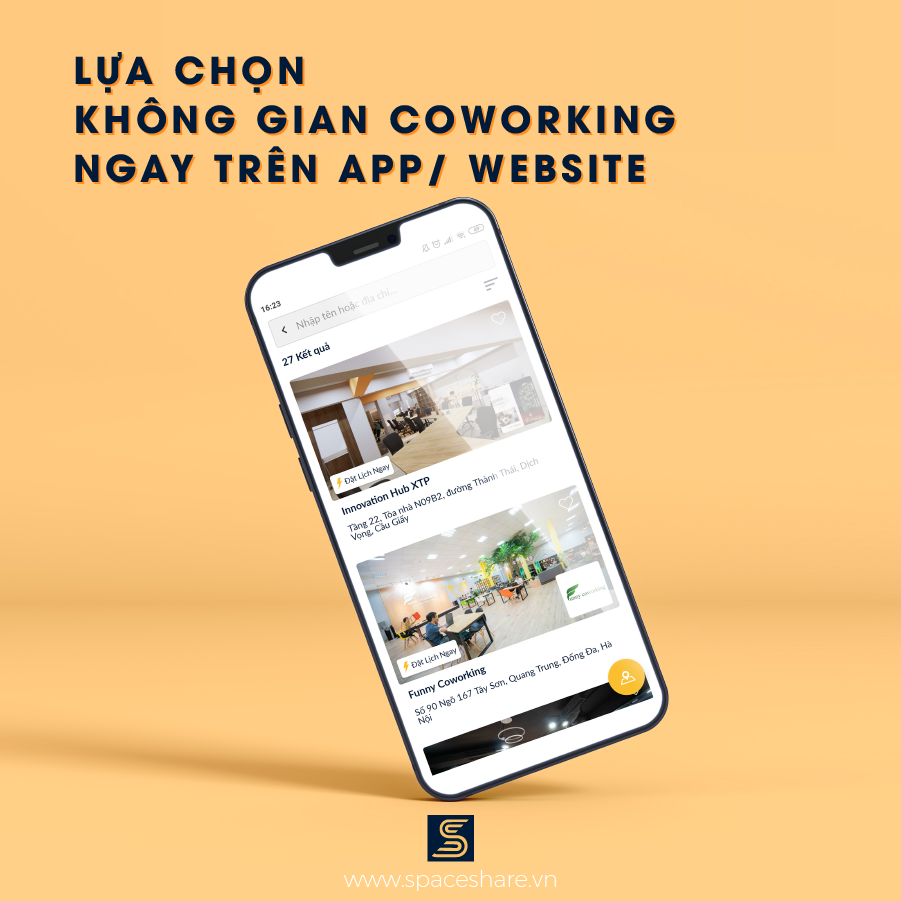 LỰA CHỌN
KHÔNG GIAN COWORKING
NGAY TRÊN APP/ WEBSITE
16:23
Nhập tên hoặc địa chỉ...
27 Kết quả
Đặt Lịch Ngay
Innovation Hub XTP
Tầng 22, Tòa nhà N09B2, đường Thành Thái, Dịch
Vọng, Cầu Giấy
Đặt Lịch Ngay
Funny Coworking
Số 90 Ngõ 167 Tây Sơn, Quang Trung, Đống Đa, Hà
Nội
www.spaceshare.vn